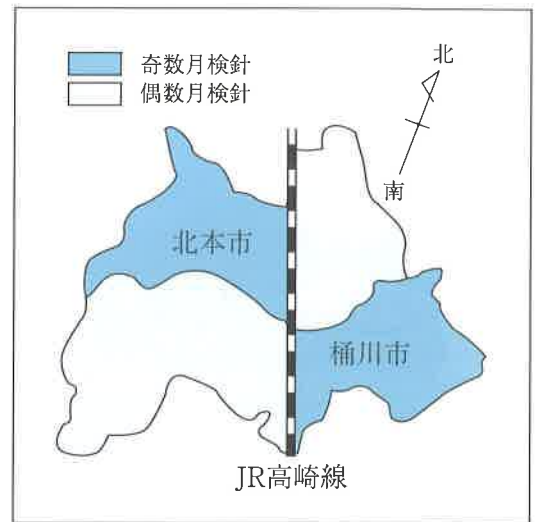 奇数月検針
偶数月検針
北
南
北本市
桶川市
JR高崎線